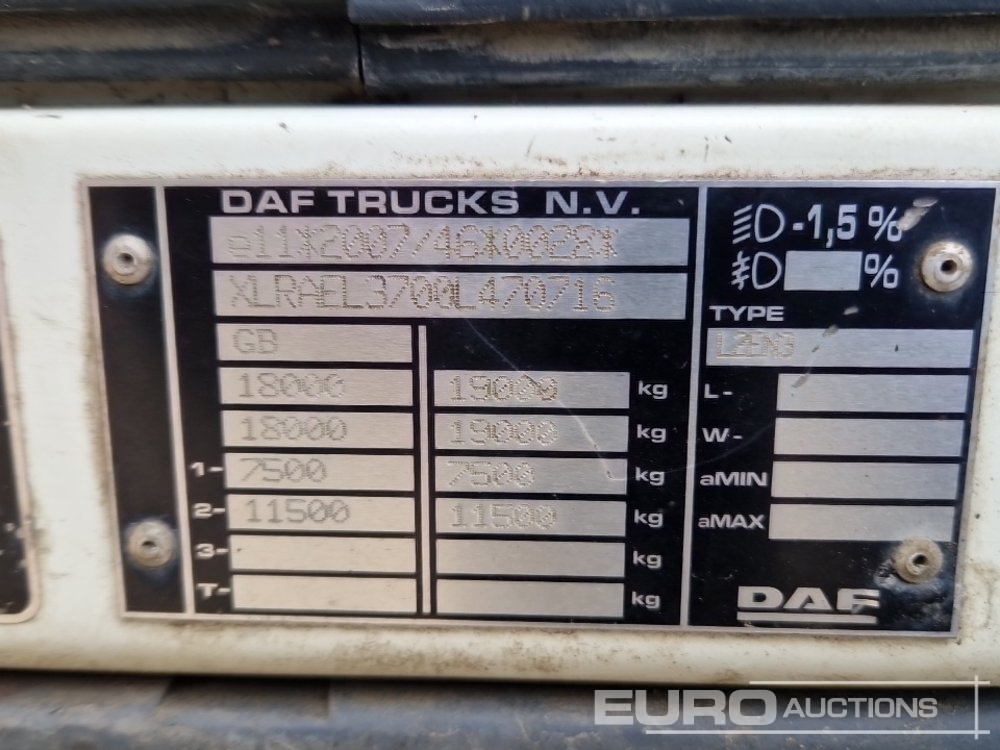 DAF TRUCKS N.V.
e11*2007/46*0028*
XLRAEL3700L470716
GB
18000 19000 kg
18000 19000 kg
1- 7500 7500 kg
2- 11500 11500 kg
3- kg
T- kg
-1,5 %
%
TYPE
L2EN3
L-
W-
aMIN
aMAX
DAF
EURO AUCTIONS